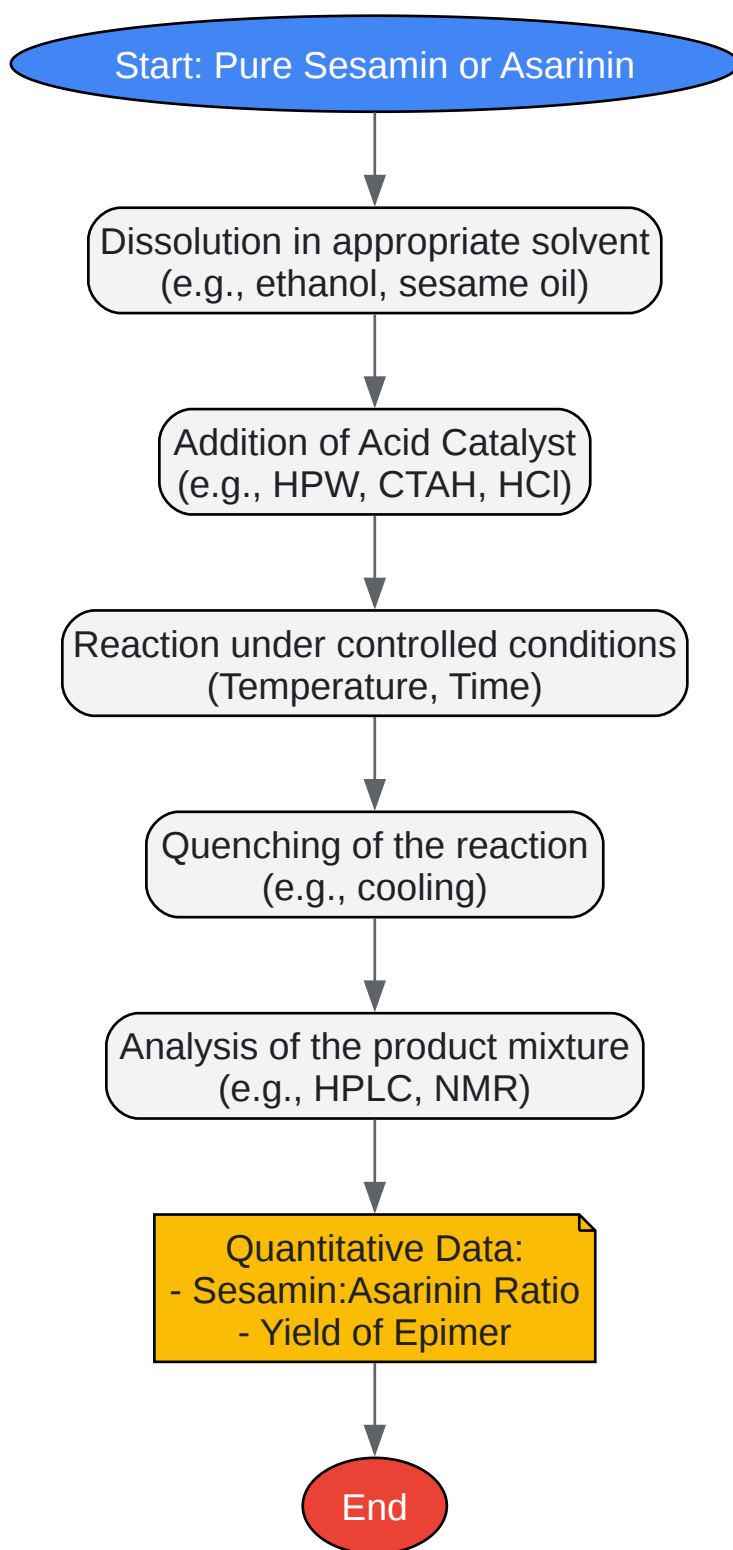 Start: Pure Sesamin or Asarinin
Dissolution in appropriate solvent
(e.g., ethanol, sesame oil)
Addition of Acid Catalyst
(e.g., HPW, CTAH, HCl)
Reaction under controlled conditions
(Temperature, Time)
Quenching of the reaction
(e.g., cooling)
Analysis of the product mixture
(e.g., HPLC, NMR)
Quantitative Data:
- Sesamin:Asarinin Ratio
- Yield of Epimer
End